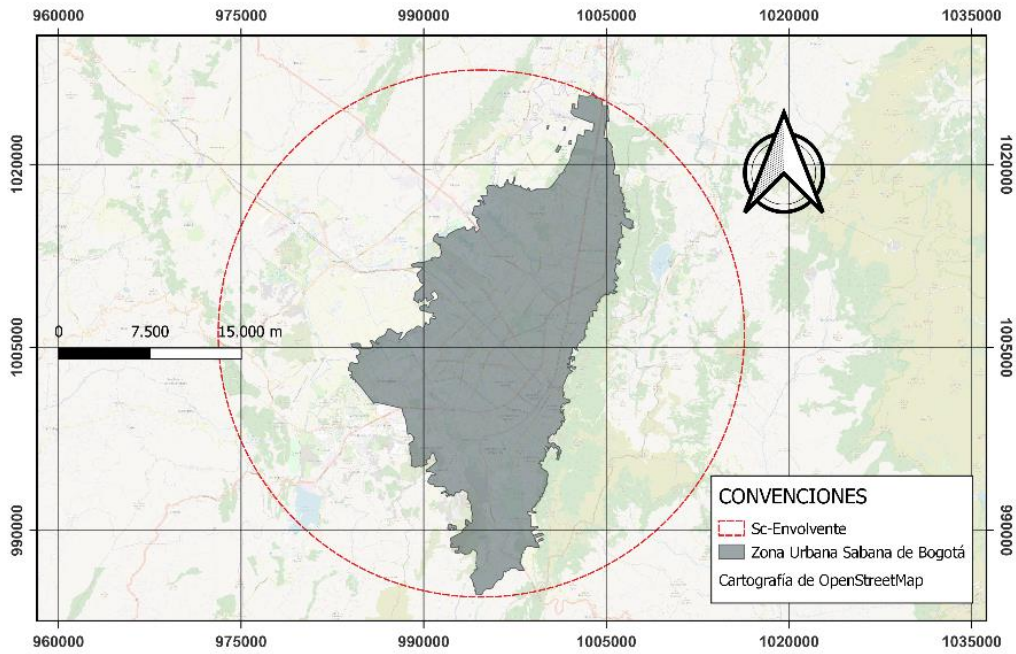 960000 975000 990000 1005000 1020000 1035000
1020000 1020000
0 7.500 15.000 m
1005000 1005000
990000 990000
CONVENCIONES
Sc-Envolvente
Zona Urbana Sabana de Bogotá
Cartografía de OpenStreetMap
960000 975000 990000 1005000 1020000 1035000